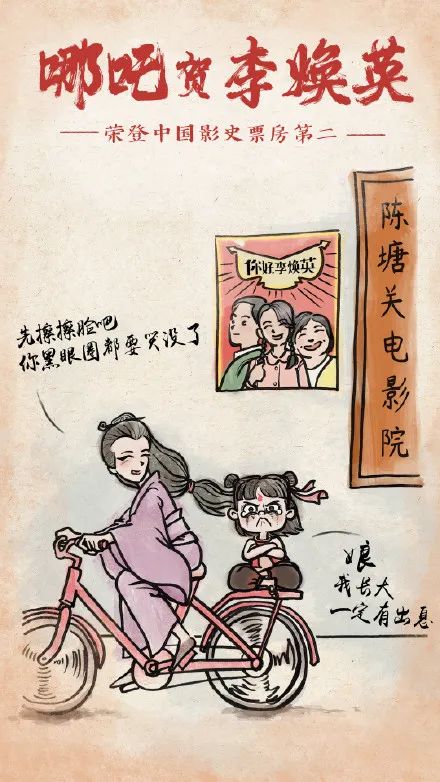 哪吒贺李焕英
荣登中国影史票房第二
陈塘关电影院
你好,李焕英
先擦擦脸吧
你黑眼圈都要哭没了
娘
我长大
一定有出息